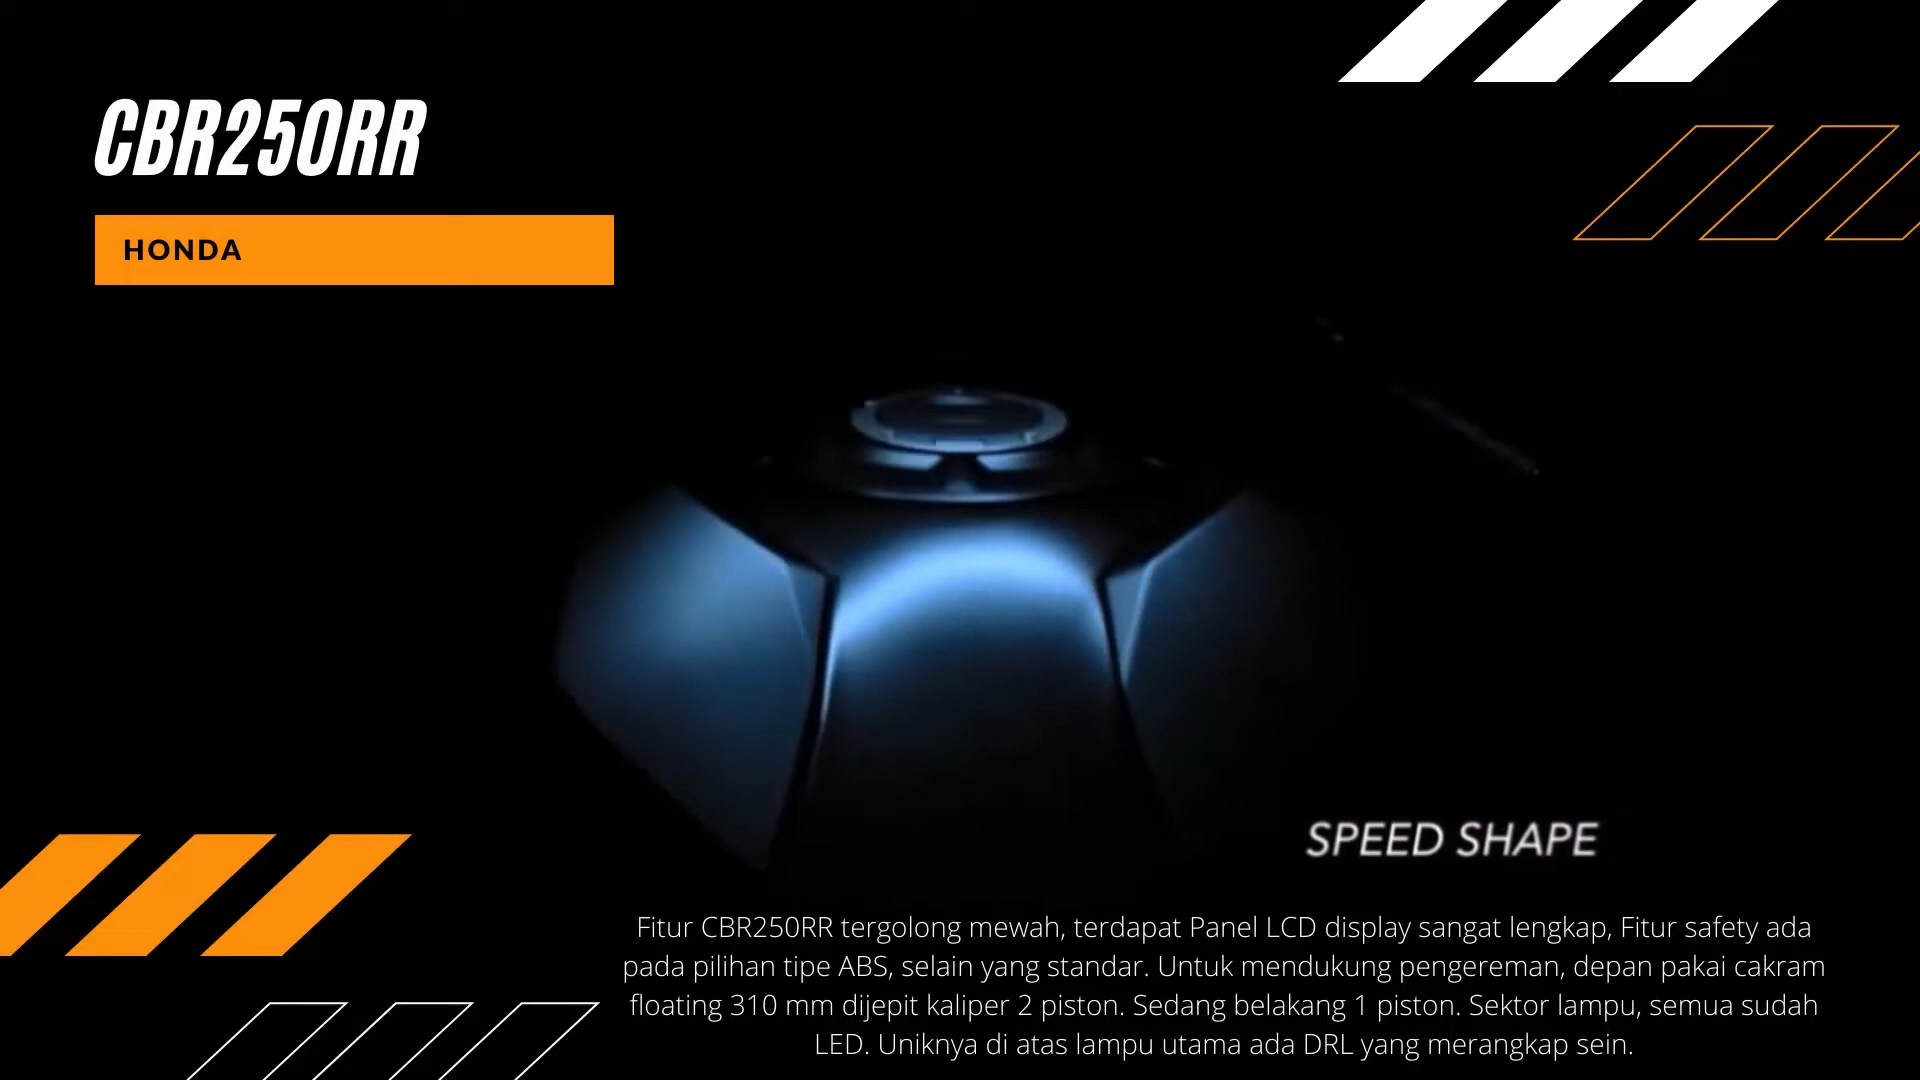 CBR250RR
HONDA
SPEED SHAPE
Fitur CBR250RR tergolong mewah, terdapat Panel LCD display sangat lengkap, Fitur safety ada
pada pilihan tipe ABS, selain yang standar. Untuk mendukung pengereman, depan pakai cakram
floating 310 mm dijepit kaliper 2 piston. Sedang belakang 1 piston. Sektor lampu, semua sudah
LED. Uniknya di atas lampu utama ada DRL yang merangkap sein.